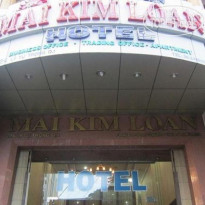 MAI KIM LOAN
HOTEL
BUSINESS OFFICE - TRADING OFFICE - APARTMENT
MAI KIM LOAN
HOTEL